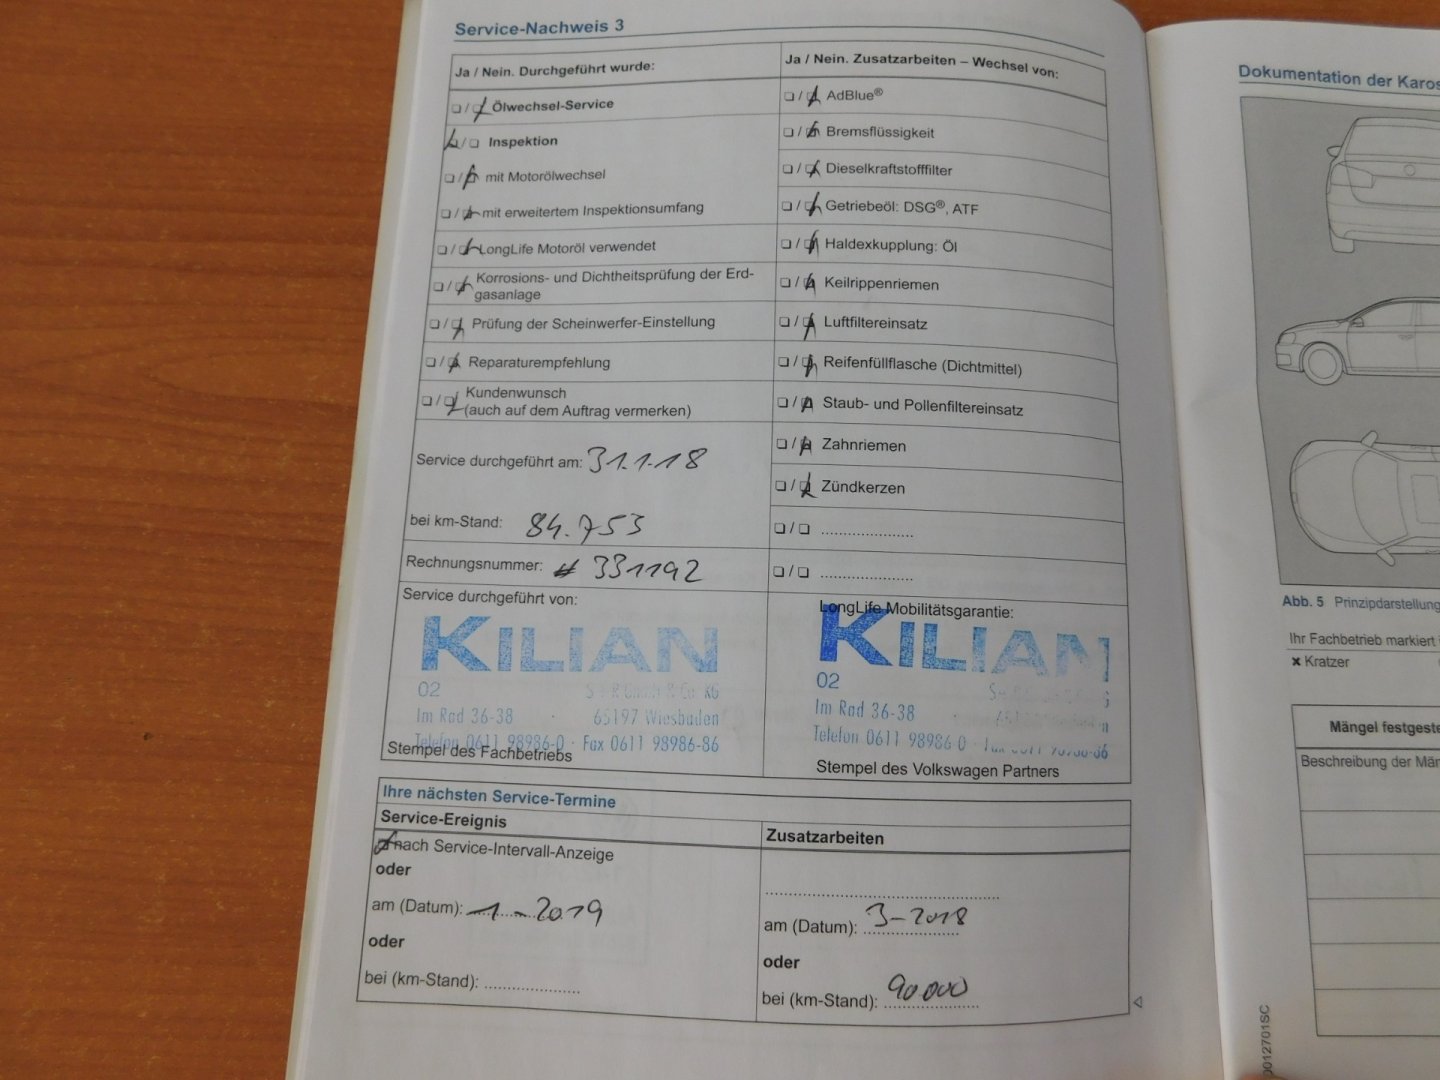 Service-Nachweis 3
Ja / Nein. Durchgeführt wurde:
Ölwechsel-Service
Inspektion
mit Motorölwechsel
mit erweitertem Inspektionsumfang
LongLife Motoröl verwendet
Korrosions- und Dichtheitsprüfung der Erd-
gasanlage
Prüfung der Scheinwerfer-Einstellung
Reparaturempfehlung
Kundenwunsch
(auch auf dem Auftrag vermerken)
Service durchgeführt am: 31.1.18
bei km-Stand: 84.753
Rechnungsnummer: # 331192
Service durchgeführt von:
KILIAN
02
Im Rad 36-38 · 65197 Wiesbaden
Telefon 0611 98986-0 · Fax 0611 98986-86
Stempel des Fachbetriebs
Ja / Nein. Zusatzarbeiten – Wechsel von:
AdBlue®
Bremsflüssigkeit
Dieselkraftstofffilter
Getriebeöl: DSG®, ATF
Haldexkupplung: Öl
Keilrippenriemen
Luftfiltereinsatz
Reifenfüllflasche (Dichtmittel)
Staub- und Pollenfiltereinsatz
Zahnriemen
Zündkerzen
LongLife Mobilitätsgarantie:
KILIAN
02
Im Rad 36-38
Telefon 0611 98986-0
Stempel des Volkswagen Partners
Ihre nächsten Service-Termine
Service-Ereignis
nach Service-Intervall-Anzeige
oder
am (Datum): 1-2019
oder
bei (km-Stand):
Zusatzarbeiten
am (Datum): 3-2018
oder
bei (km-Stand): 90000
Dokumentation der
Abb. 5 Prinzipdarstellung
Ihr Fachbetrieb markiert
× Kratzer
Mängel
Beschreibung der